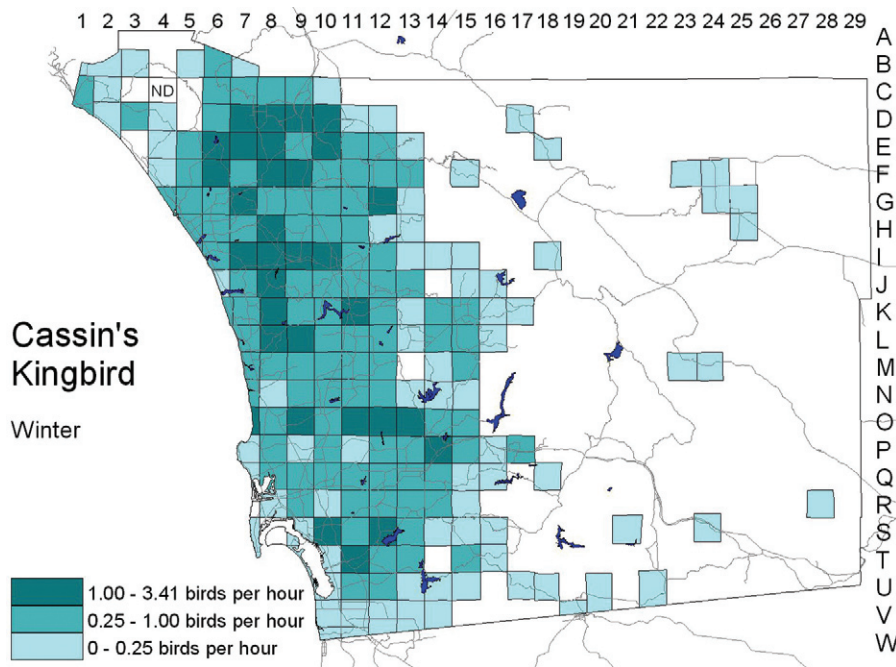 1 2 3 4 5 6 7 8 9 10 11 12 13 14 15 16 17 18 19 20 21 22 23 24 25 26 27 28 29
A
B
C
D
E
F
G
H
I
J
K
L
M
N
O
P
Q
R
S
T
U
V
W
ND
Cassin's
Kingbird
Winter
1.00 - 3.41 birds per hour
0.25 - 1.00 birds per hour
0 - 0.25 birds per hour